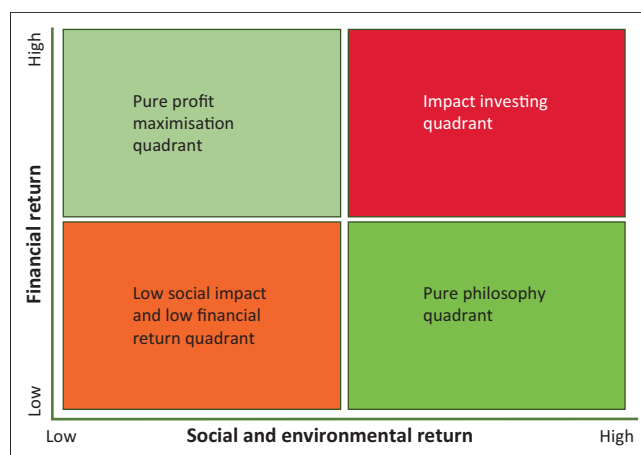 High
Financial return
Low
Pure profit
maximisation
quadrant
Impact investing
quadrant
Low social impact
and low financial
return quadrant
Pure philosophy
quadrant
Low
Social and environmental return
High